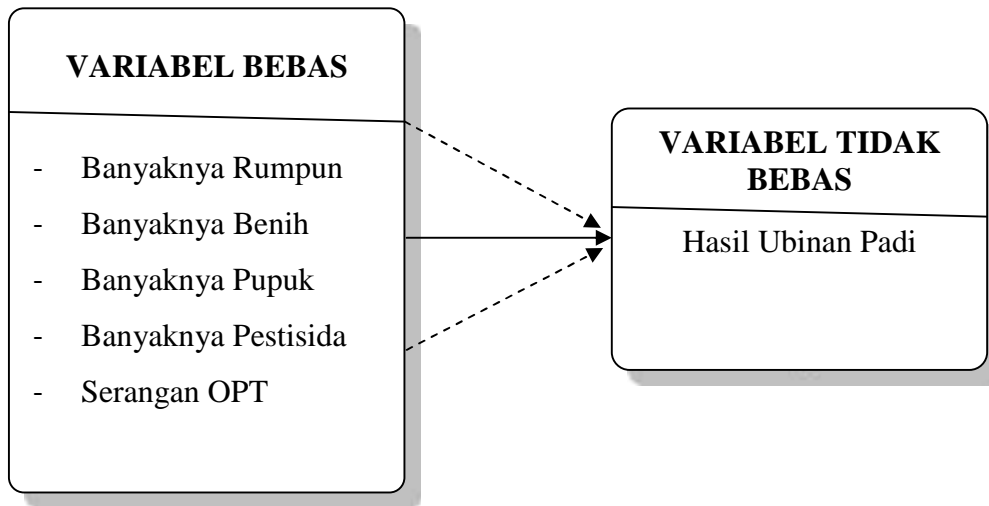 VARIABEL BEBAS
- Banyaknya Rumpun
- Banyaknya Benih
- Banyaknya Pupuk
- Banyaknya Pestisida
- Serangan OPT
VARIABEL TIDAK
BEBAS
Hasil Ubinan Padi